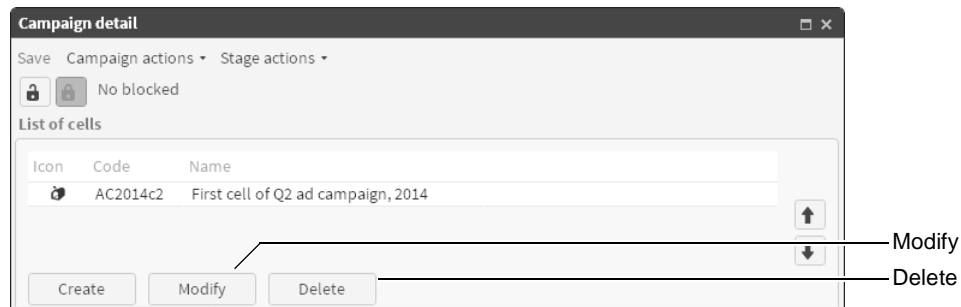 Campaign detail
Save Campaign actions Stage actions
No blocked
List of cells
Icon Code Name
AC2014c2 First cell of Q2 ad campaign, 2014
Modify
Delete
Create Modify Delete